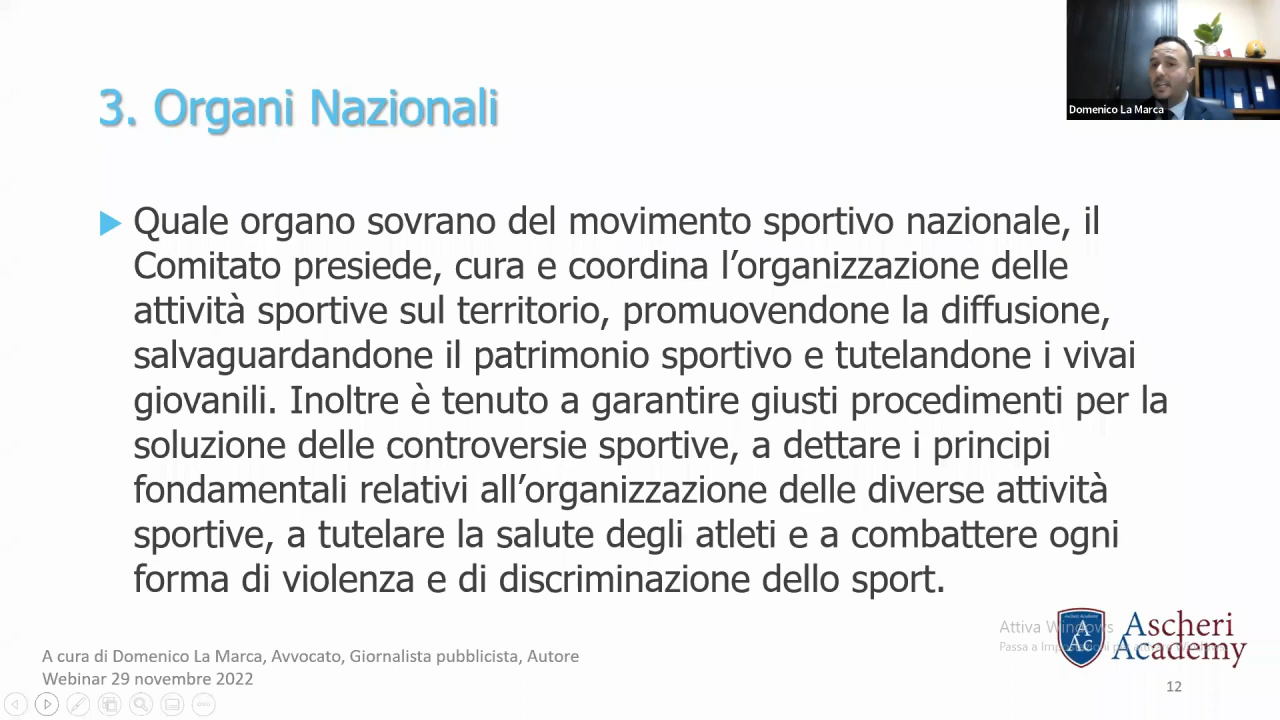 3. Organi Nazionali
Domenico La Marca
Quale organo sovrano del movimento sportivo nazionale, il
Comitato presiede, cura e coordina l’organizzazione delle
attività sportive sul territorio, promuovendone la diffusione,
salvaguardandone il patrimonio sportivo e tutelandone i vivai
giovanili. Inoltre è tenuto a garantire giusti procedimenti per la
soluzione delle controversie sportive, a dettare i principi
fondamentali relativi all’organizzazione delle diverse attività
sportive, a tutelare la salute degli atleti e a combattere ogni
forma di violenza e di discriminazione dello sport.
Attiva Windows
Passa a
A Ac
Ascheri
Academy
A cura di Domenico La Marca, Avvocato, Giornalista pubblicista, Autore
Webinar 29 novembre 2022
12